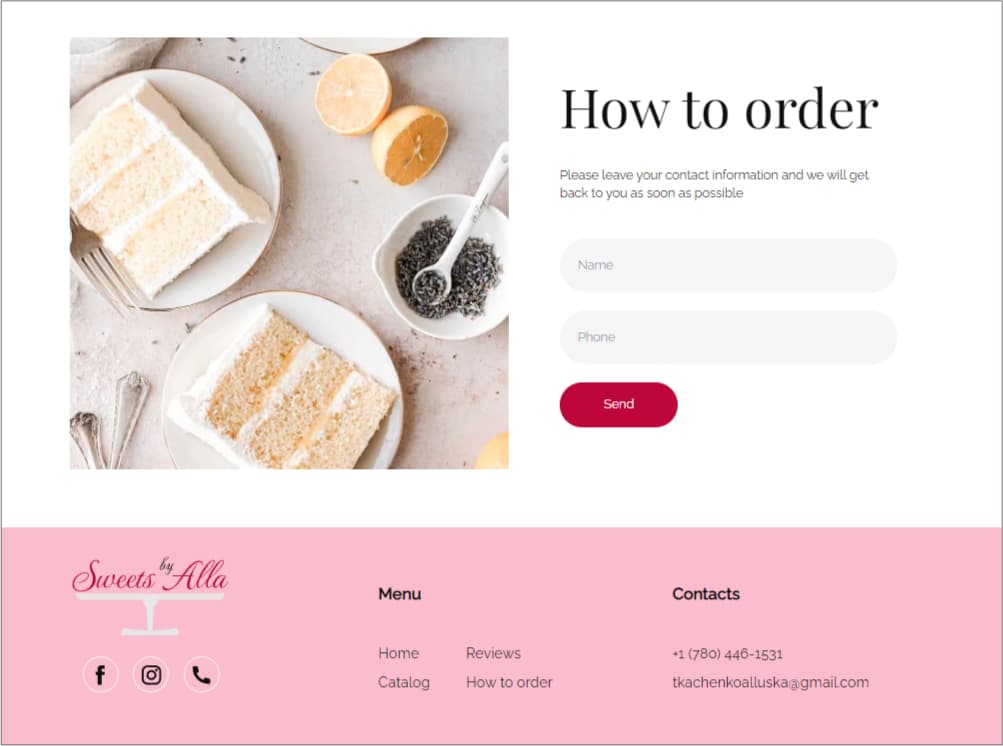 How to order
Please leave your contact information and we will get
back to you as soon as possible
Name
Phone
Send
Sweets by Alla
Menu
Home
Catalog
Reviews
How to order
Contacts
+1 (780) 446-1531
tkachenkoalluska@gmail.com